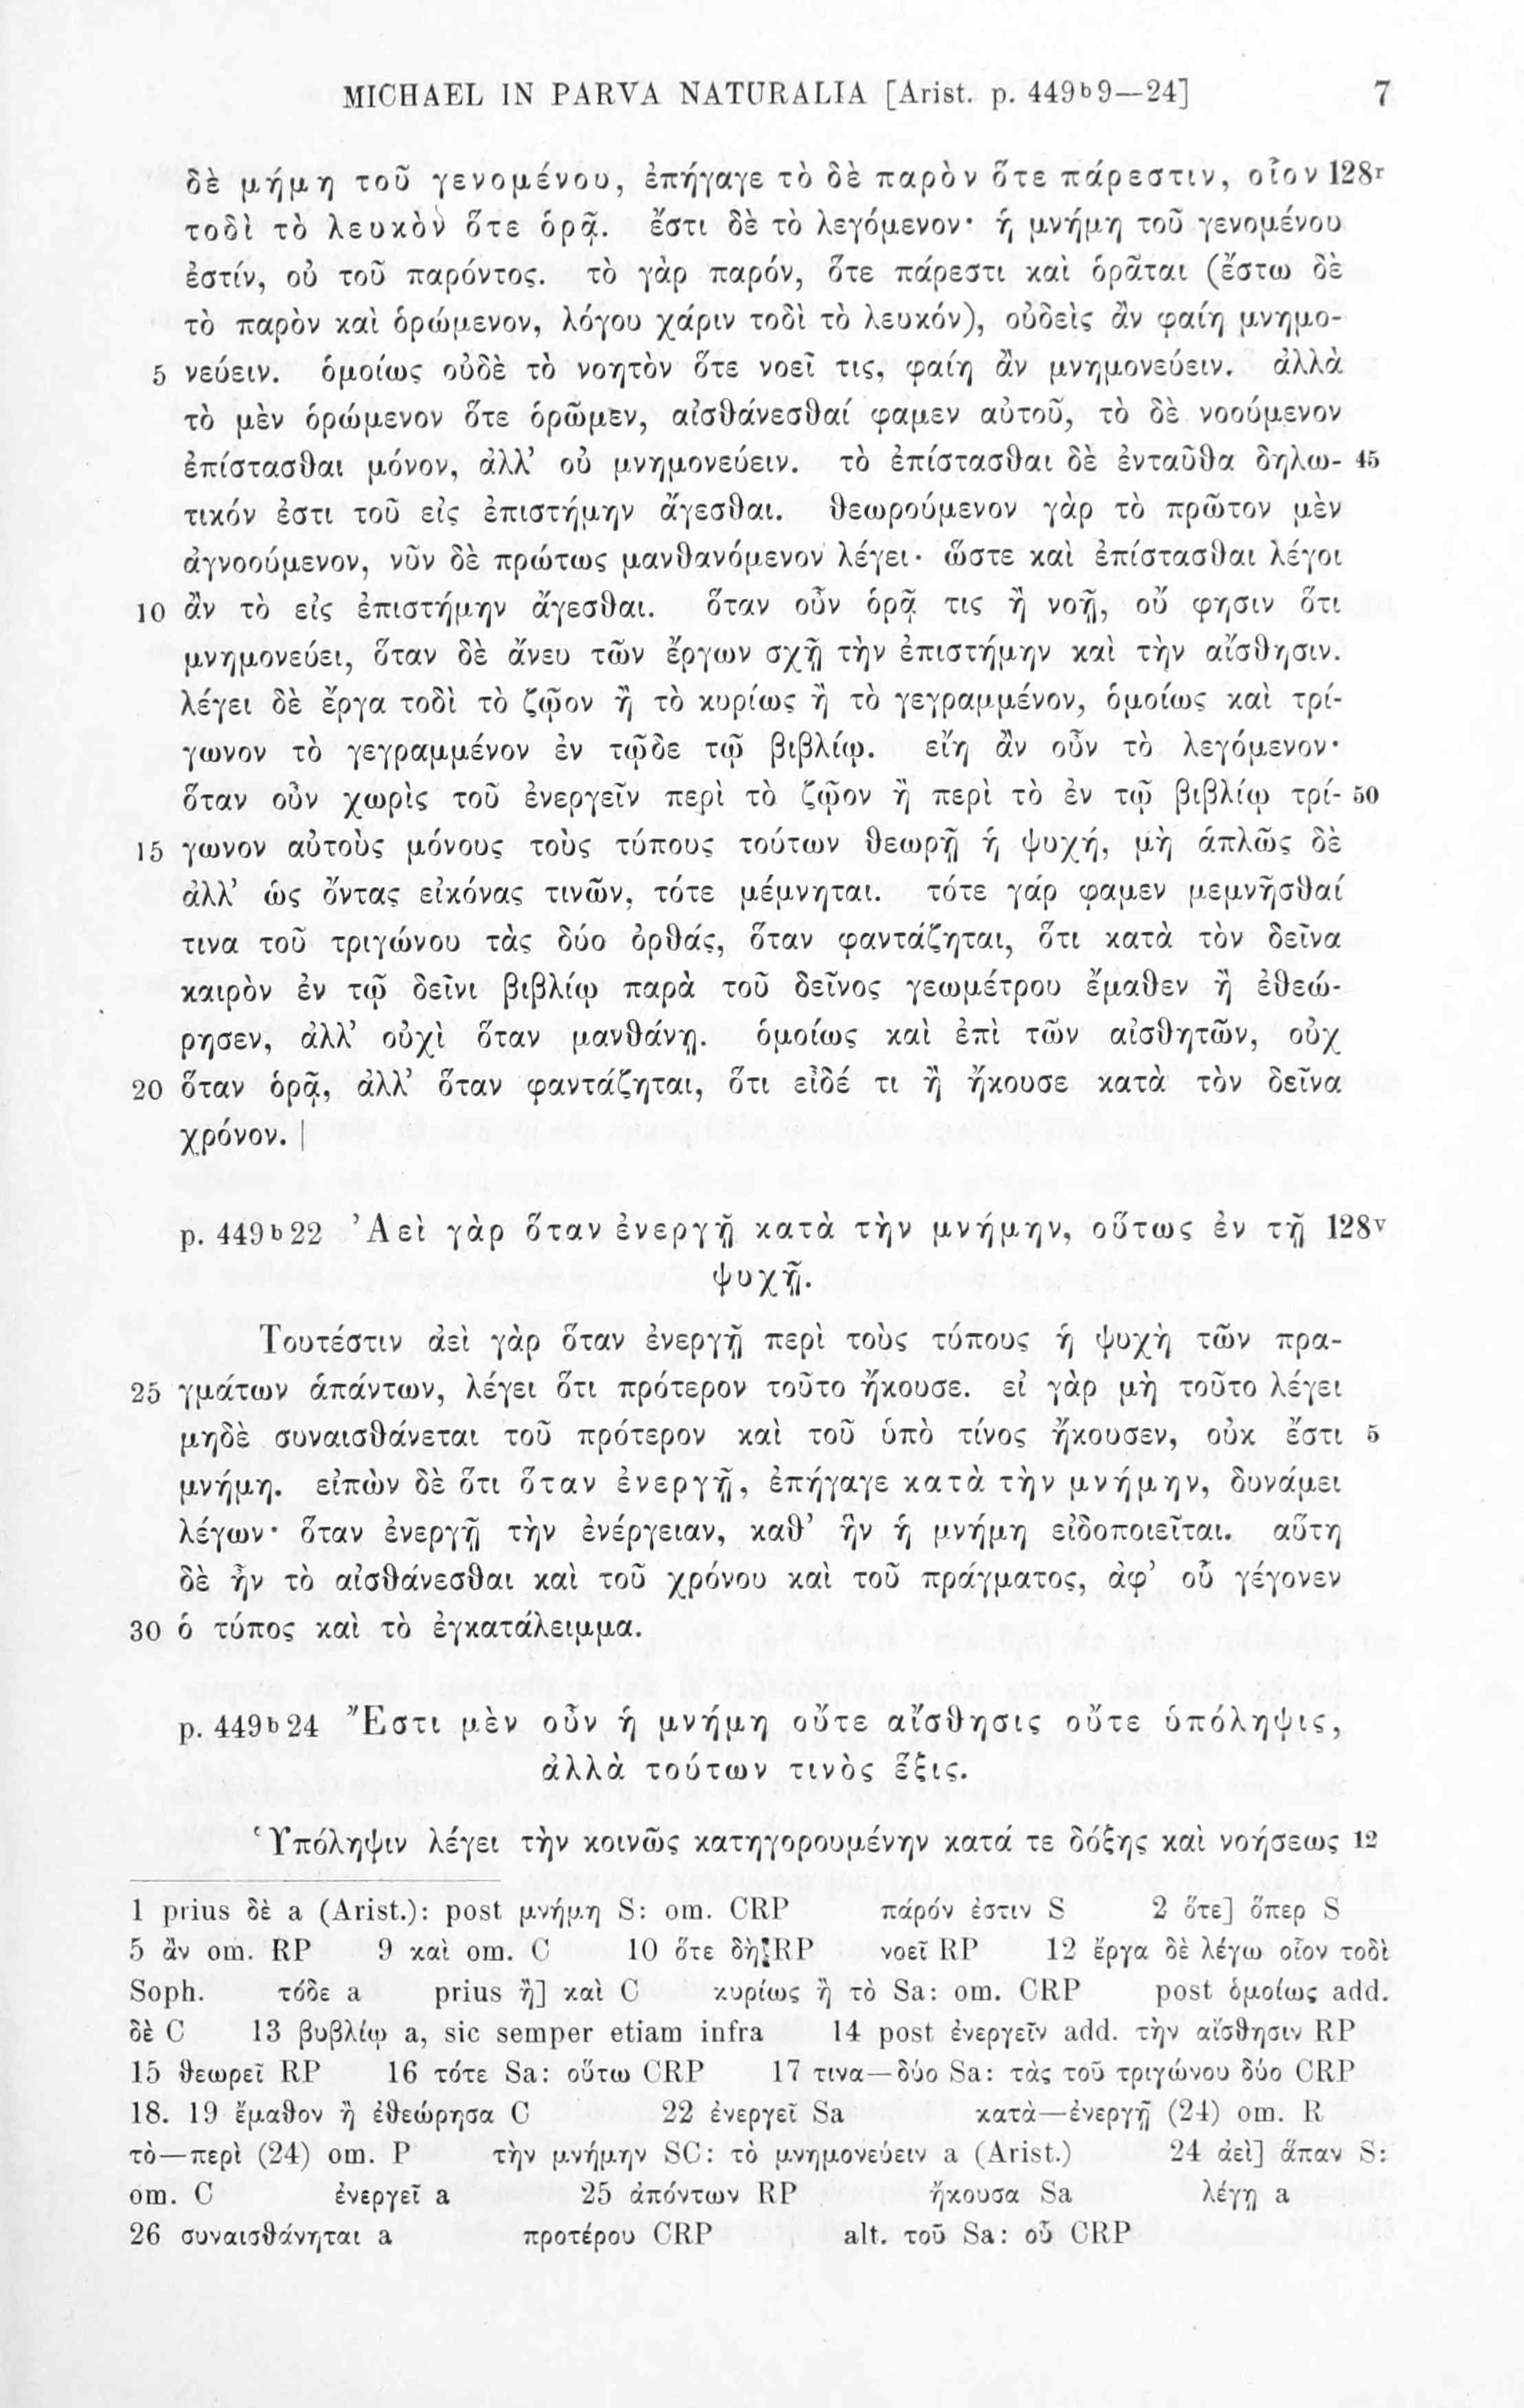 MICHAEL IN PARVA NATURALIA [Arist. p. 449b9—24] 7
δὲ μήμη τοῦ γενομένου, ἐπήγαγε τὸ δὲ παρὸν ὅτε πάρεστιν, οἷον 128r
τοδὶ τὸ λευκὸν ὅτε ὁρᾷ. ἔστι δὲ τὸ λεγόμενον· ἡ μνήμη τοῦ γενομένου
ἐστίν, οὐ τοῦ παρόντος. τὸ γὰρ παρόν, ὅτε πάρεστι καὶ ὁρᾶται (ἔστω δὲ
τὸ παρὸν καὶ ὁρώμενον, λόγου χάριν τοδὶ τὸ λευκόν), οὐδεὶς ἂν φαίη μνημο-
5 νεύειν. ὁμοίως οὐδὲ τὸ νοητὸν ὅτε νοεῖ τις, φαίη ἂν μνημονεύειν. ἀλλὰ
τὸ μὲν ὁρώμενον ὅτε ὁρῶμεν, αἰσθάνεσθαί φαμεν αὐτοῦ, τὸ δὲ νοούμενον
ἐπίστασθαι μόνον, ἀλλ’ οὐ μνημονεύειν. τὸ ἐπίστασθαι δὲ ἐνταῦθα δηλω- 45
τικόν ἐστι τοῦ εἰς ἐπιστήμην ἄγεσθαι. θεωρούμενον γὰρ τὸ πρῶτον μὲν
ἀγνοούμενον, νῦν δὲ πρώτως μανθανόμενον λέγει· ὥστε καὶ ἐπίστασθαι λέγοι
10 ἂν τὸ εἰς ἐπιστήμην ἄγεσθαι. ὅταν οὖν ὁρᾷ τις ἢ νοῇ, οὔ φησιν ὅτι
μνημονεύει, ὅταν δὲ ἄνευ τῶν ἔργων σχῇ τὴν ἐπιστήμην καὶ τὴν αἴσθησιν.
λέγει δὲ ἔργα τοδὶ τὸ ζῷον ἢ τὸ κυρίως ἢ τὸ γεγραμμένον, ὁμοίως καὶ τρί-
γωνον τὸ γεγραμμένον ἐν τῷδε τῷ βιβλίῳ. εἴη ἂν οὖν τὸ λεγόμενον·
ὅταν οὖν χωρὶς τοῦ ἐνεργεῖν περὶ τὸ ζῷον ἢ περὶ τὸ ἐν τῷ βιβλίῳ τρί- 50
15 γωνον αὐτοὺς μόνους τοὺς τύπους τούτων θεωρῇ ἡ ψυχή, μὴ ἁπλῶς δὲ
ἀλλ’ ὡς ὄντας εἰκόνας τινῶν, τότε μέμνηται. τότε γάρ φαμεν μεμνῆσθαί
τινα τοῦ τριγώνου τὰς δύο ὀρθάς, ὅταν φαντάζηται, ὅτι κατὰ τὸν δεῖνα
καιρὸν ἐν τῷ δεῖνι βιβλίῳ παρὰ τοῦ δεῖνος γεωμέτρου ἔμαθεν ἢ ἐθεώ-
ρησεν, ἀλλ’ οὐχὶ ὅταν μανθάνῃ. ὁμοίως καὶ ἐπὶ τῶν αἰσθητῶν, οὐχ
20 ὅταν ὁρᾷ, ἀλλ’ ὅταν φαντάζηται, ὅτι εἶδέ τι ἢ ἤκουσε κατὰ τὸν δεῖνα
χρόνον. |
p. 449b22 Ἀεὶ γὰρ ὅταν ἐνεργῇ κατὰ τὴν μνήμην, οὕτως ἐν τῇ 128v
ψυχῇ.
Τουτέστιν ἀεὶ γὰρ ὅταν ἐνεργῇ περὶ τοὺς τύπους ἡ ψυχὴ τῶν πρα-
25 γμάτων ἁπάντων, λέγει ὅτι πρότερον τοῦτο ἤκουσε. εἰ γὰρ μὴ τοῦτο λέγει
μηδὲ συναισθάνεται τοῦ πρότερον καὶ τοῦ ὑπὸ τίνος ἤκουσεν, οὐκ ἔστι 5
μνήμη. εἰπὼν δὲ ὅτι ὅταν ἐνεργῇ, ἐπήγαγε κατὰ τὴν μνήμην, δυνάμει
λέγων· ὅταν ἐνεργῇ τὴν ἐνέργειαν, καθ’ ἣν ἡ μνήμη εἰδοποιεῖται. αὕτη
δὲ ἦν τὸ αἰσθάνεσθαι καὶ τοῦ χρόνου καὶ τοῦ πράγματος, ἀφ’ οὗ γέγονεν
30 ὁ τύπος καὶ τὸ ἐγκατάλειμμα.
p. 449b24 Ἔστι μὲν οὖν ἡ μνήμη οὔτε αἴσθησις οὔτε ὑπόληψις,
ἀλλὰ τούτων τινὸς ἕξις.
Ὑπόληψιν λέγει τὴν κοινῶς κατηγορουμένην κατά τε δόξης καὶ νοήσεως 12
1 prius δὲ a (Arist.): post μνήμη S: om. CRP πάρόν ἐστιν S 2 ὅτε] ὅπερ S
5 ἂν om. RP 9 καὶ om. C 10 ὅτε δὴ RP νοεῖ RP 12 ἔργα δὲ λέγω οἷον τοδὶ
Soph. τόδε a prius ἢ] καὶ C κυρίως ἢ τὸ Sa: om. CRP post ὁμοίως add.
δὲ C 13 βυβλίῳ a, sic semper etiam infra 14 post ἐνεργεῖν add. τὴν αἴσθησιν RP
15 θεωρεῖ RP 16 τότε Sa: οὕτω CRP 17 τινα—δύο Sa: τὰς τοῦ τριγώνου δύο CRP
18. 19 ἔμαθον ἢ ἐθεώρησα C 22 ἐνεργεῖ Sa κατὰ—ἐνεργῇ (24) om. R
τὸ—περὶ (24) om. P τὴν μνήμην SC: τὸ μνημονεύειν a (Arist.) 24 ἀεὶ] ἅπαν S:
om. C ἐνεργεῖ a 25 ἀπόντων RP ἤκουσα Sa λέγῃ a
26 συναισθάνηται a προτέρου CRP alt. τοῦ Sa: οὗ CRP